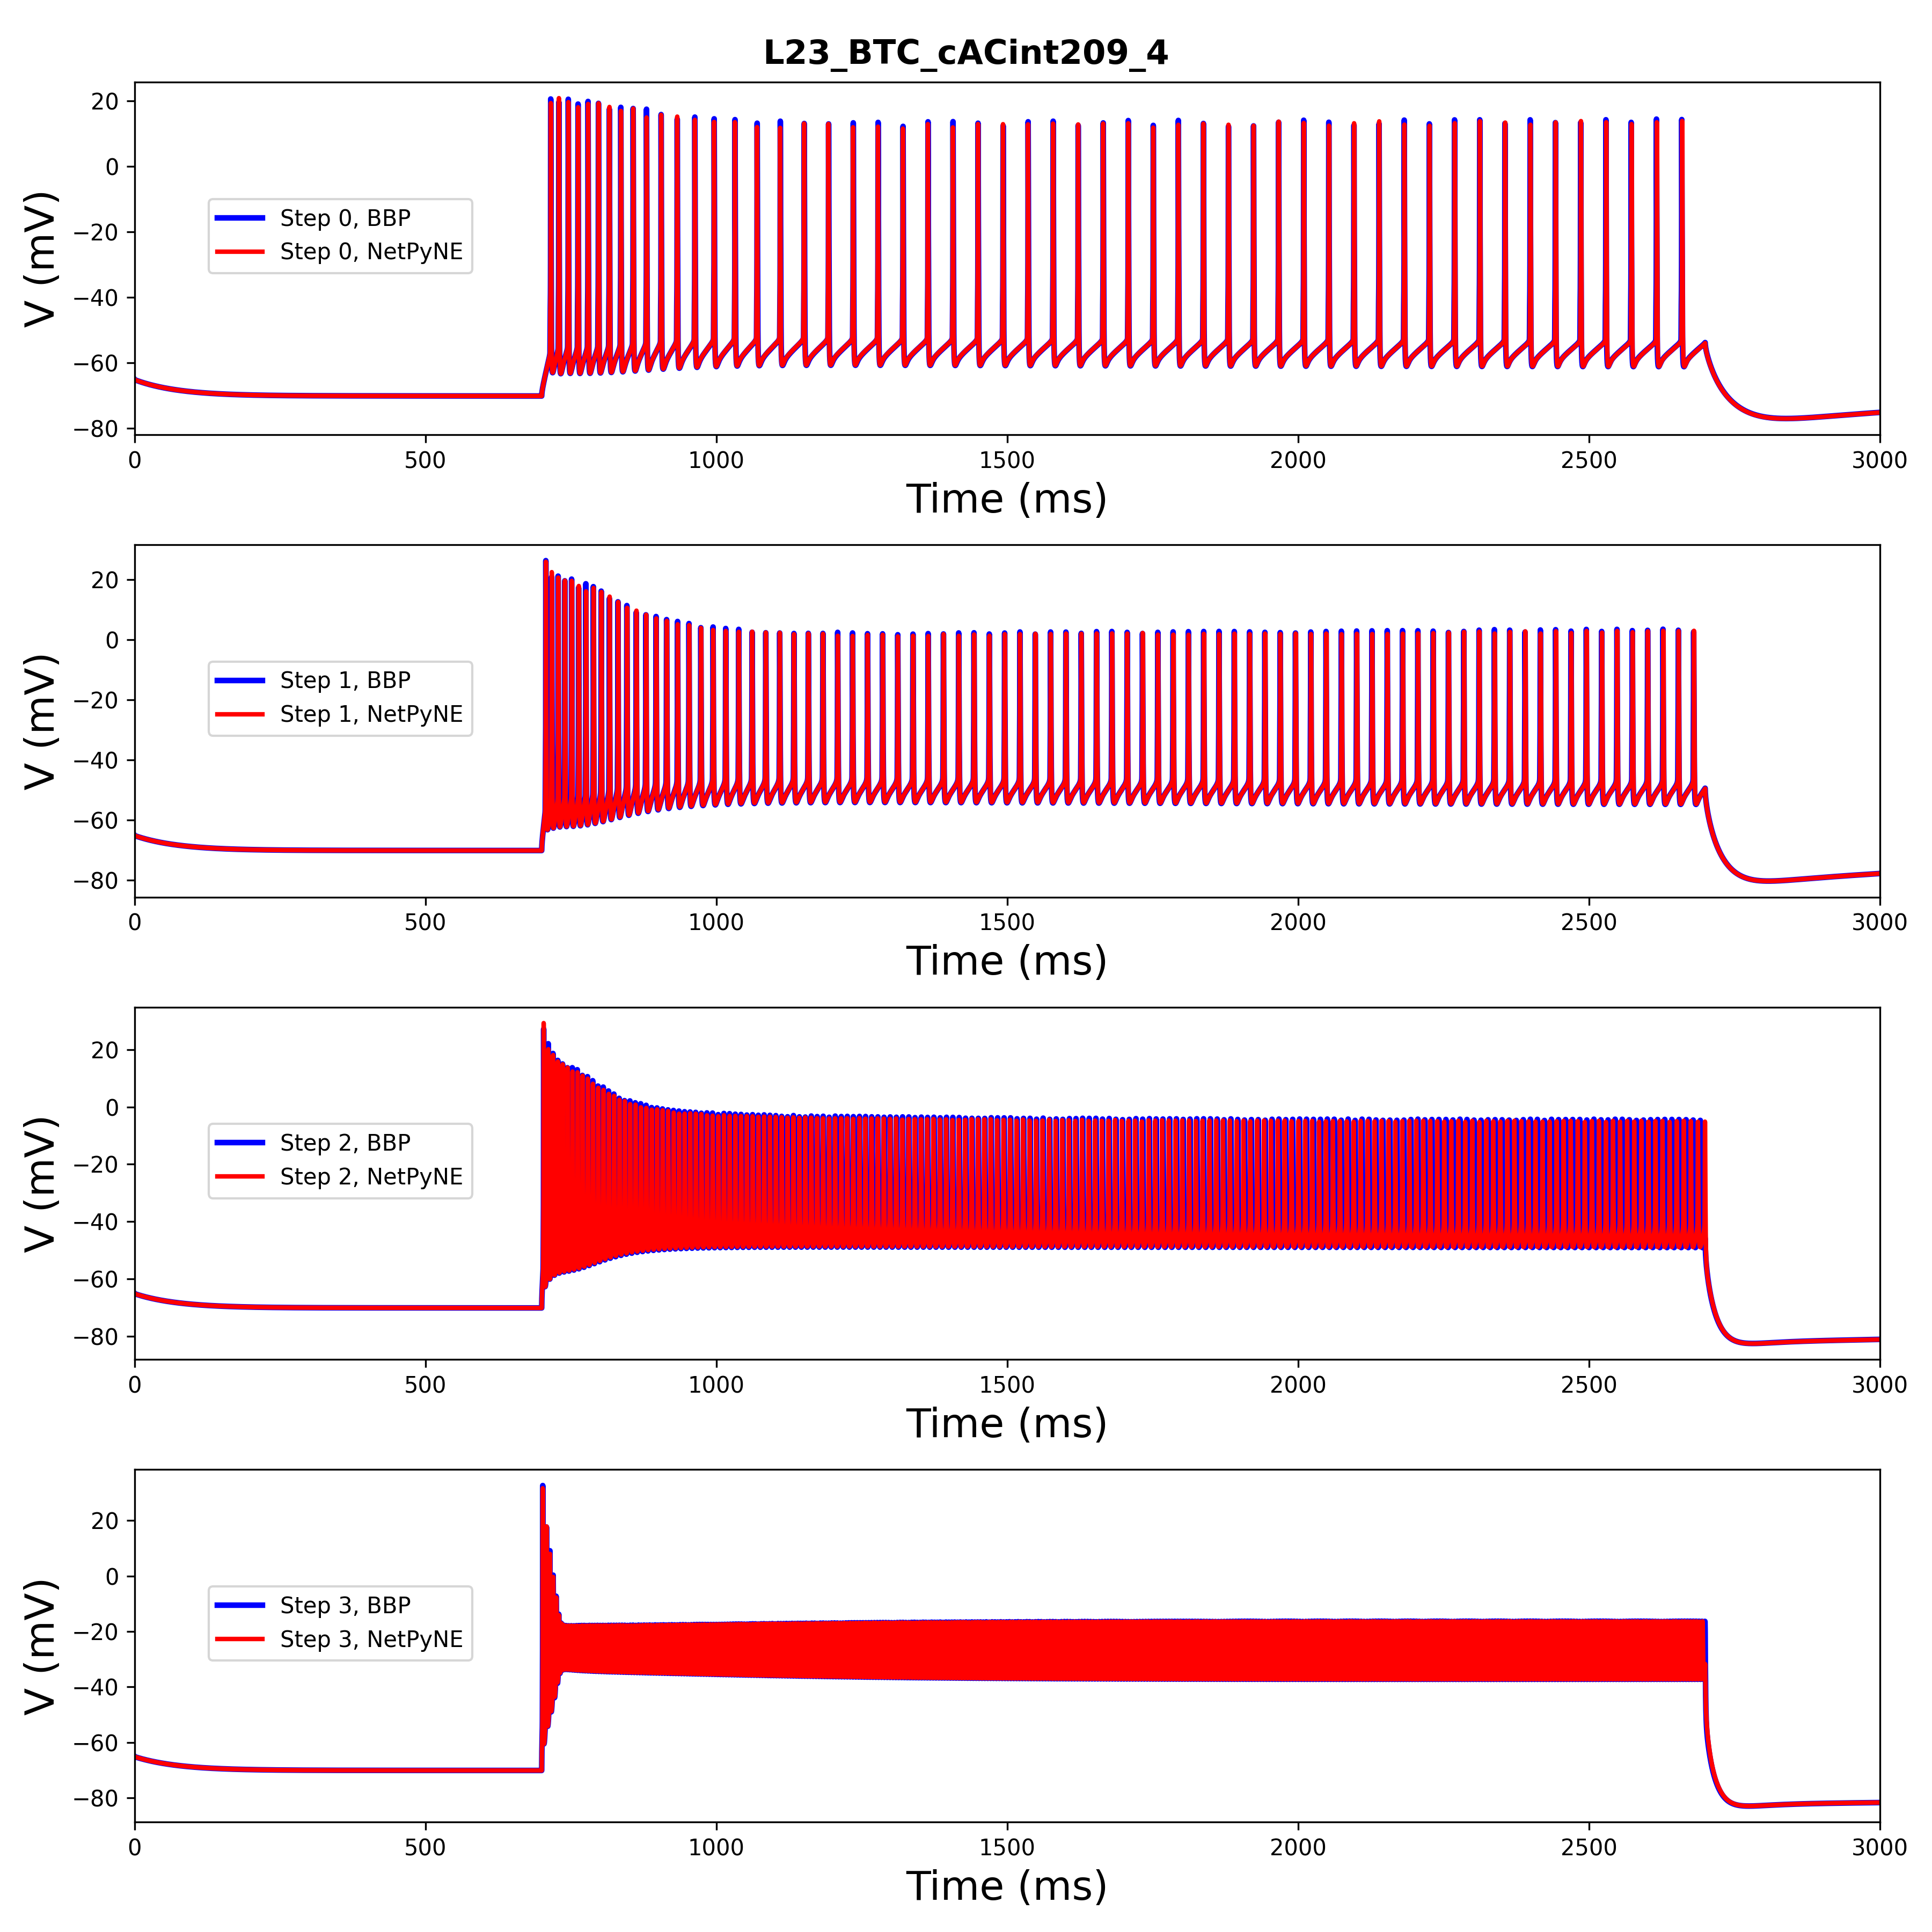 L23_BTC_cACint209_4
20
0
−20
−40
−60
−80
V (mV)
Step 0, BBP
Step 0, NetPyNE
0 500 1000 1500 2000 2500 3000
Time (ms)
20
0
−20
−40
−60
−80
V (mV)
Step 1, BBP
Step 1, NetPyNE
0 500 1000 1500 2000 2500 3000
Time (ms)
20
0
−20
−40
−60
−80
V (mV)
Step 2, BBP
Step 2, NetPyNE
0 500 1000 1500 2000 2500 3000
Time (ms)
20
0
−20
−40
−60
−80
V (mV)
Step 3, BBP
Step 3, NetPyNE
0 500 1000 1500 2000 2500 3000
Time (ms)